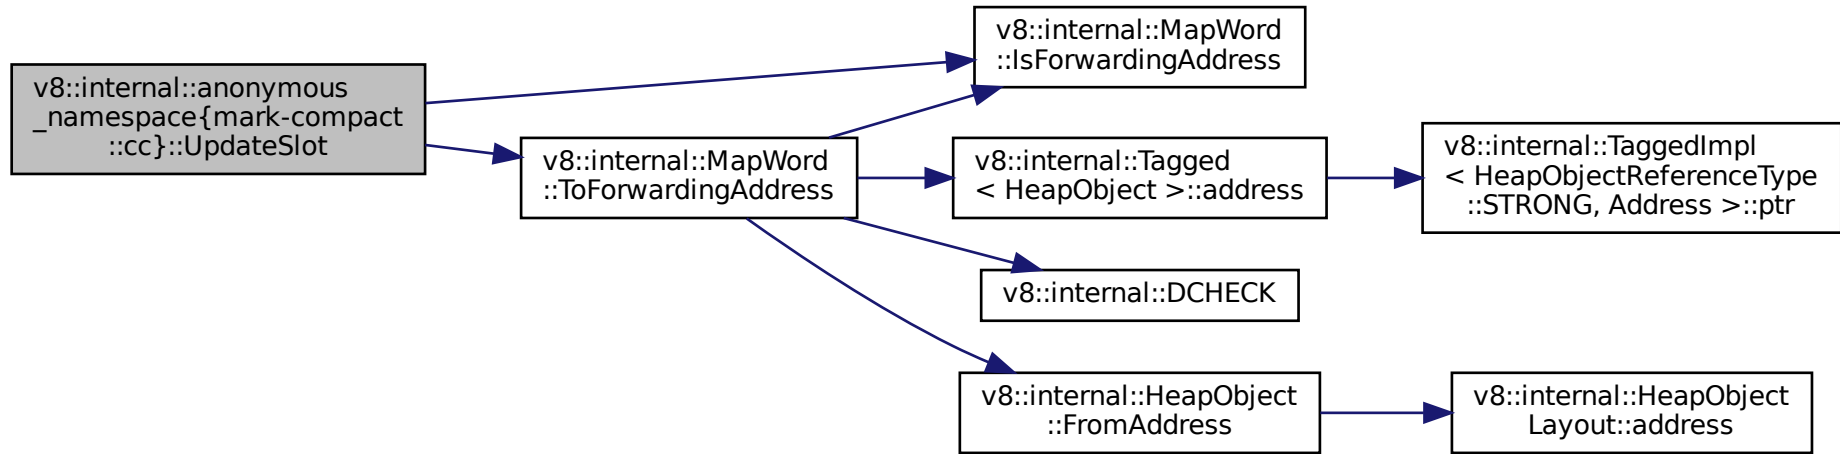 v8::internal::anonymous
_namespace{mark-compact
::cc}::UpdateSlot
v8::internal::MapWord
::IsForwardingAddress
v8::internal::MapWord
::ToForwardingAddress
v8::internal::Tagged
< HeapObject >::address
v8::internal::TaggedImpl
< HeapObjectReferenceType
::STRONG, Address >::ptr
v8::internal::DCHECK
v8::internal::HeapObject
::FromAddress
v8::internal::HeapObject
Layout::address